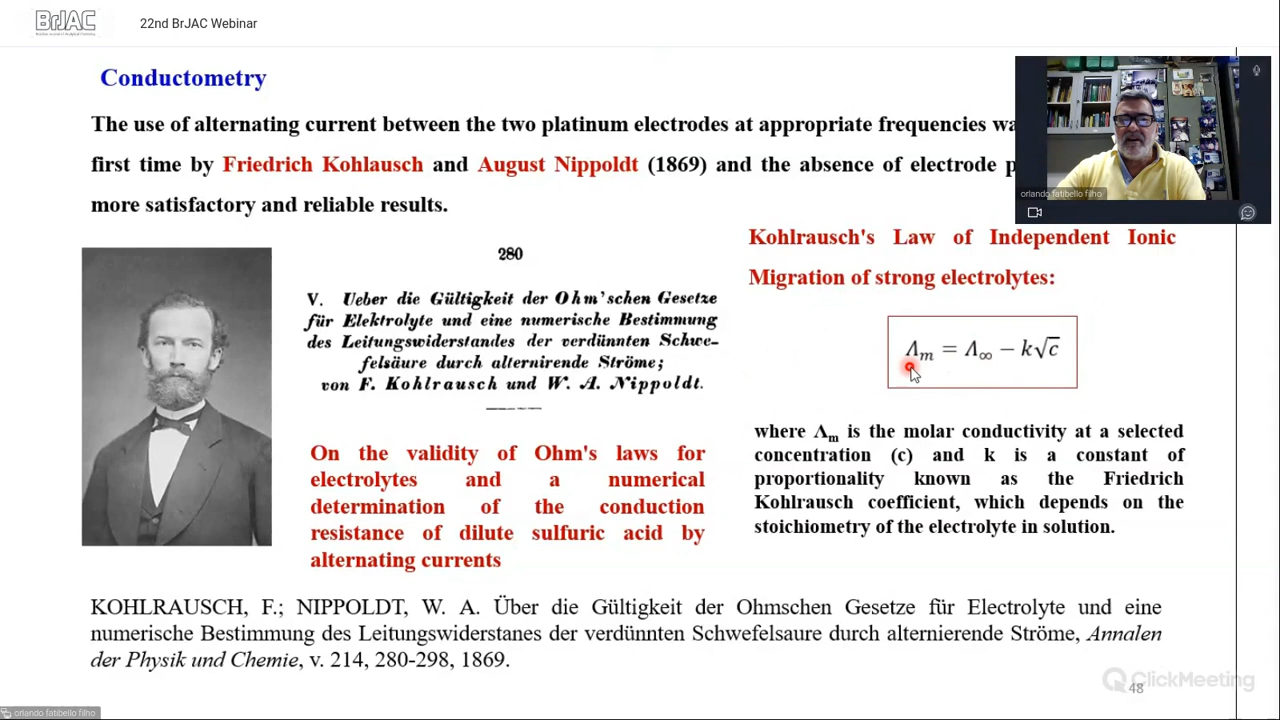 BrJAC
22nd BrJAC Webinar
Conductometry
The use of alternating current between the two platinum electrodes at appropriate frequencies
first time by Friedrich Kohlausch and August Nippoldt (1869) and the absence of electrode
more satisfactory and reliable results.
orlando fatibello filho
280
V. Ueber die Gültigkeit der Ohm'schen Gesetze
für Elektrolyte und eine numerische Bestimmung
des Leitungswiderstandes der verdünnten Schwe-
felsäure durch alternirende Ströme;
von F. Kohlrausch und W. A. Nippoldt.
On the validity of Ohm's laws for
electrolytes and a numerical
determination of the conduction
resistance of dilute sulfuric acid by
alternating currents
Kohlrausch's Law of Independent Ionic
Migration of strong electrolytes:
Λm = Λ∞ − k√c
where Λm is the molar conductivity at a selected
concentration (c) and k is a constant of
proportionality known as the Friedrich
Kohlrausch coefficient, which depends on the
stoichiometry of the electrolyte in solution.
KOHLRAUSCH, F.; NIPPOLDT, W. A. Über die Gültigkeit der Ohmschen Gesetze für Elektrolyte und eine
numerische Bestimmung des Leitungswiderstanes der verdünnten Schwefelsaure durch alternierende Ströme, Annalen
der Physik und Chemie, v. 214, 280-298, 1869.
ClickMeeting
48
orlando fatibello filho